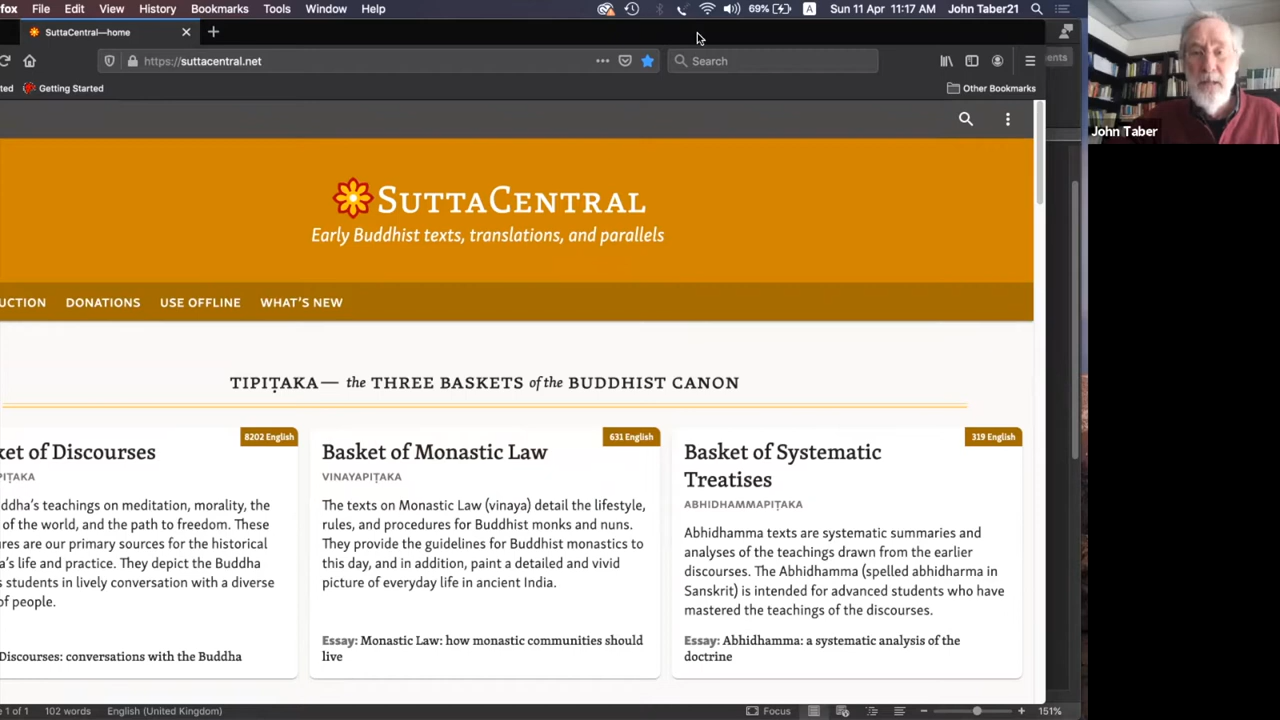 fox File Edit View History Bookmarks Tools Window Help 69% A Sun 11 Apr 11:17 AM John Taber21
SuttaCentral—home
https://suttacentral.net Search
ted Getting Started Other Bookmarks
ents
John Taber
SUTTACENTRAL
Early Buddhist texts, translations, and parallels
UCTION DONATIONS USE OFFLINE WHAT'S NEW
TIPIṬAKA— the THREE BASKETS of the BUDDHIST CANON
8202 English
ket of Discourses
PIṬAKA
ddha's teachings on meditation, morality, the
of the world, and the path to freedom. These
ures are our primary sources for the historical
a's life and practice. They depict the Buddha
s students in lively conversation with a diverse
of people.
Discourses: conversations with the Buddha
631 English
Basket of Monastic Law
VINAYAPIṬAKA
The texts on Monastic Law (vinaya) detail the lifestyle,
rules, and procedures for Buddhist monks and nuns.
They provide the guidelines for Buddhist monastics to
this day, and in addition, paint a detailed and vivid
picture of everyday life in ancient India.
Essay: Monastic Law: how monastic communities should
live
319 English
Basket of Systematic
Treatises
ABHIDHAMMAPIṬAKA
Abhidhamma texts are systematic summaries and
analyses of the teachings drawn from the earlier
discourses. The Abhidhamma (spelled abhidharma in
Sanskrit) is intended for advanced students who have
mastered the teachings of the discourses.
Essay: Abhidhamma: a systematic analysis of the
doctrine
e 1 of 1 102 words English (United Kingdom) Focus 151%